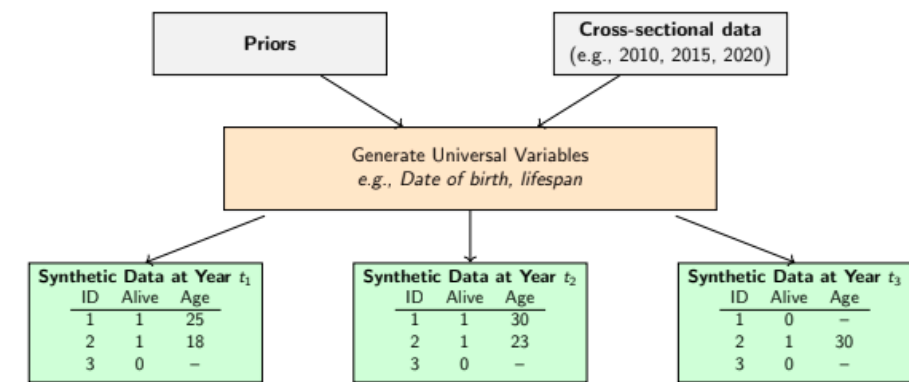 Priors
Cross-sectional data
(e.g., 2010, 2015, 2020)
Generate Universal Variables
e.g., Date of birth, lifespan
Synthetic Data at Year t₁
ID Alive Age
1 1 25
2 1 18
3 0 –
Synthetic Data at Year t₂
ID Alive Age
1 1 30
2 1 23
3 0 –
Synthetic Data at Year t₃
ID Alive Age
1 0 –
2 1 30
3 0 –